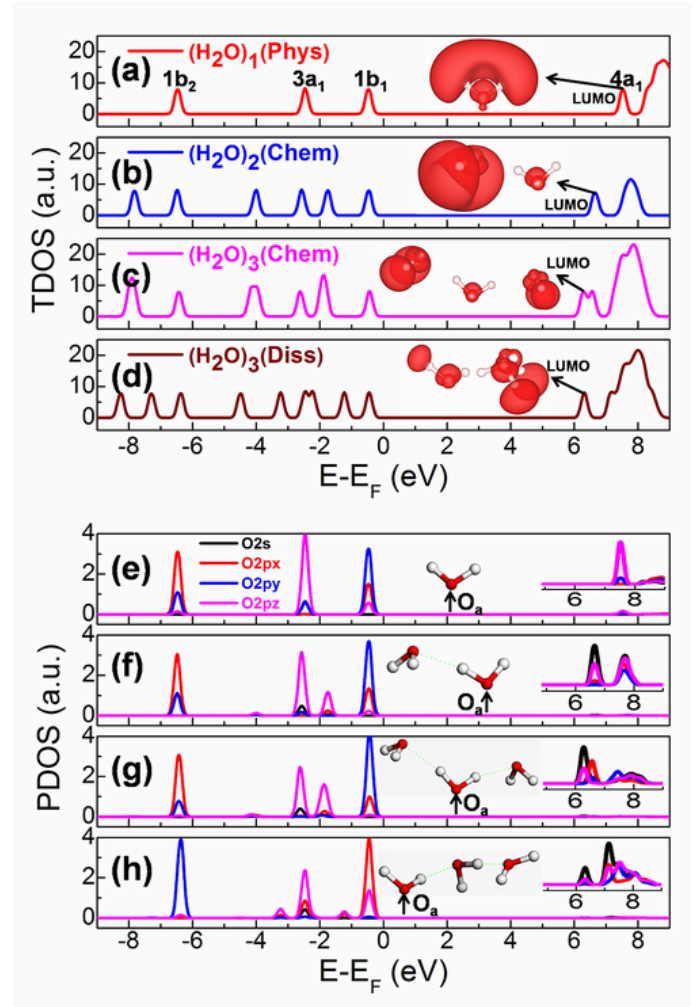 20
10
0
(a)
(H₂O)₁(Phys)
1b₂
3a₁
1b₁
4a₁
LUMO
20
10
0
(b)
(H₂O)₂(Chem)
LUMO
20
10
0
(c)
(H₂O)₃(Chem)
LUMO
20
10
0
(d)
(H₂O)₃(Diss)
LUMO
TDOS (a.u.)
-8 -6 -4 -2 0 2 4 6 8
E-E_F (eV)
4
2
0
(e)
O2s
O2px
O2py
O2pz
Oₐ
6 8
2
0
(f)
Oₐ
6 8
4
2
0
(g)
Oₐ
6 8
4
2
0
(h)
Oₐ
6 8
PDOS (a.u.)
-8 -6 -4 -2 0 2 4 6 8
E-E_F (eV)